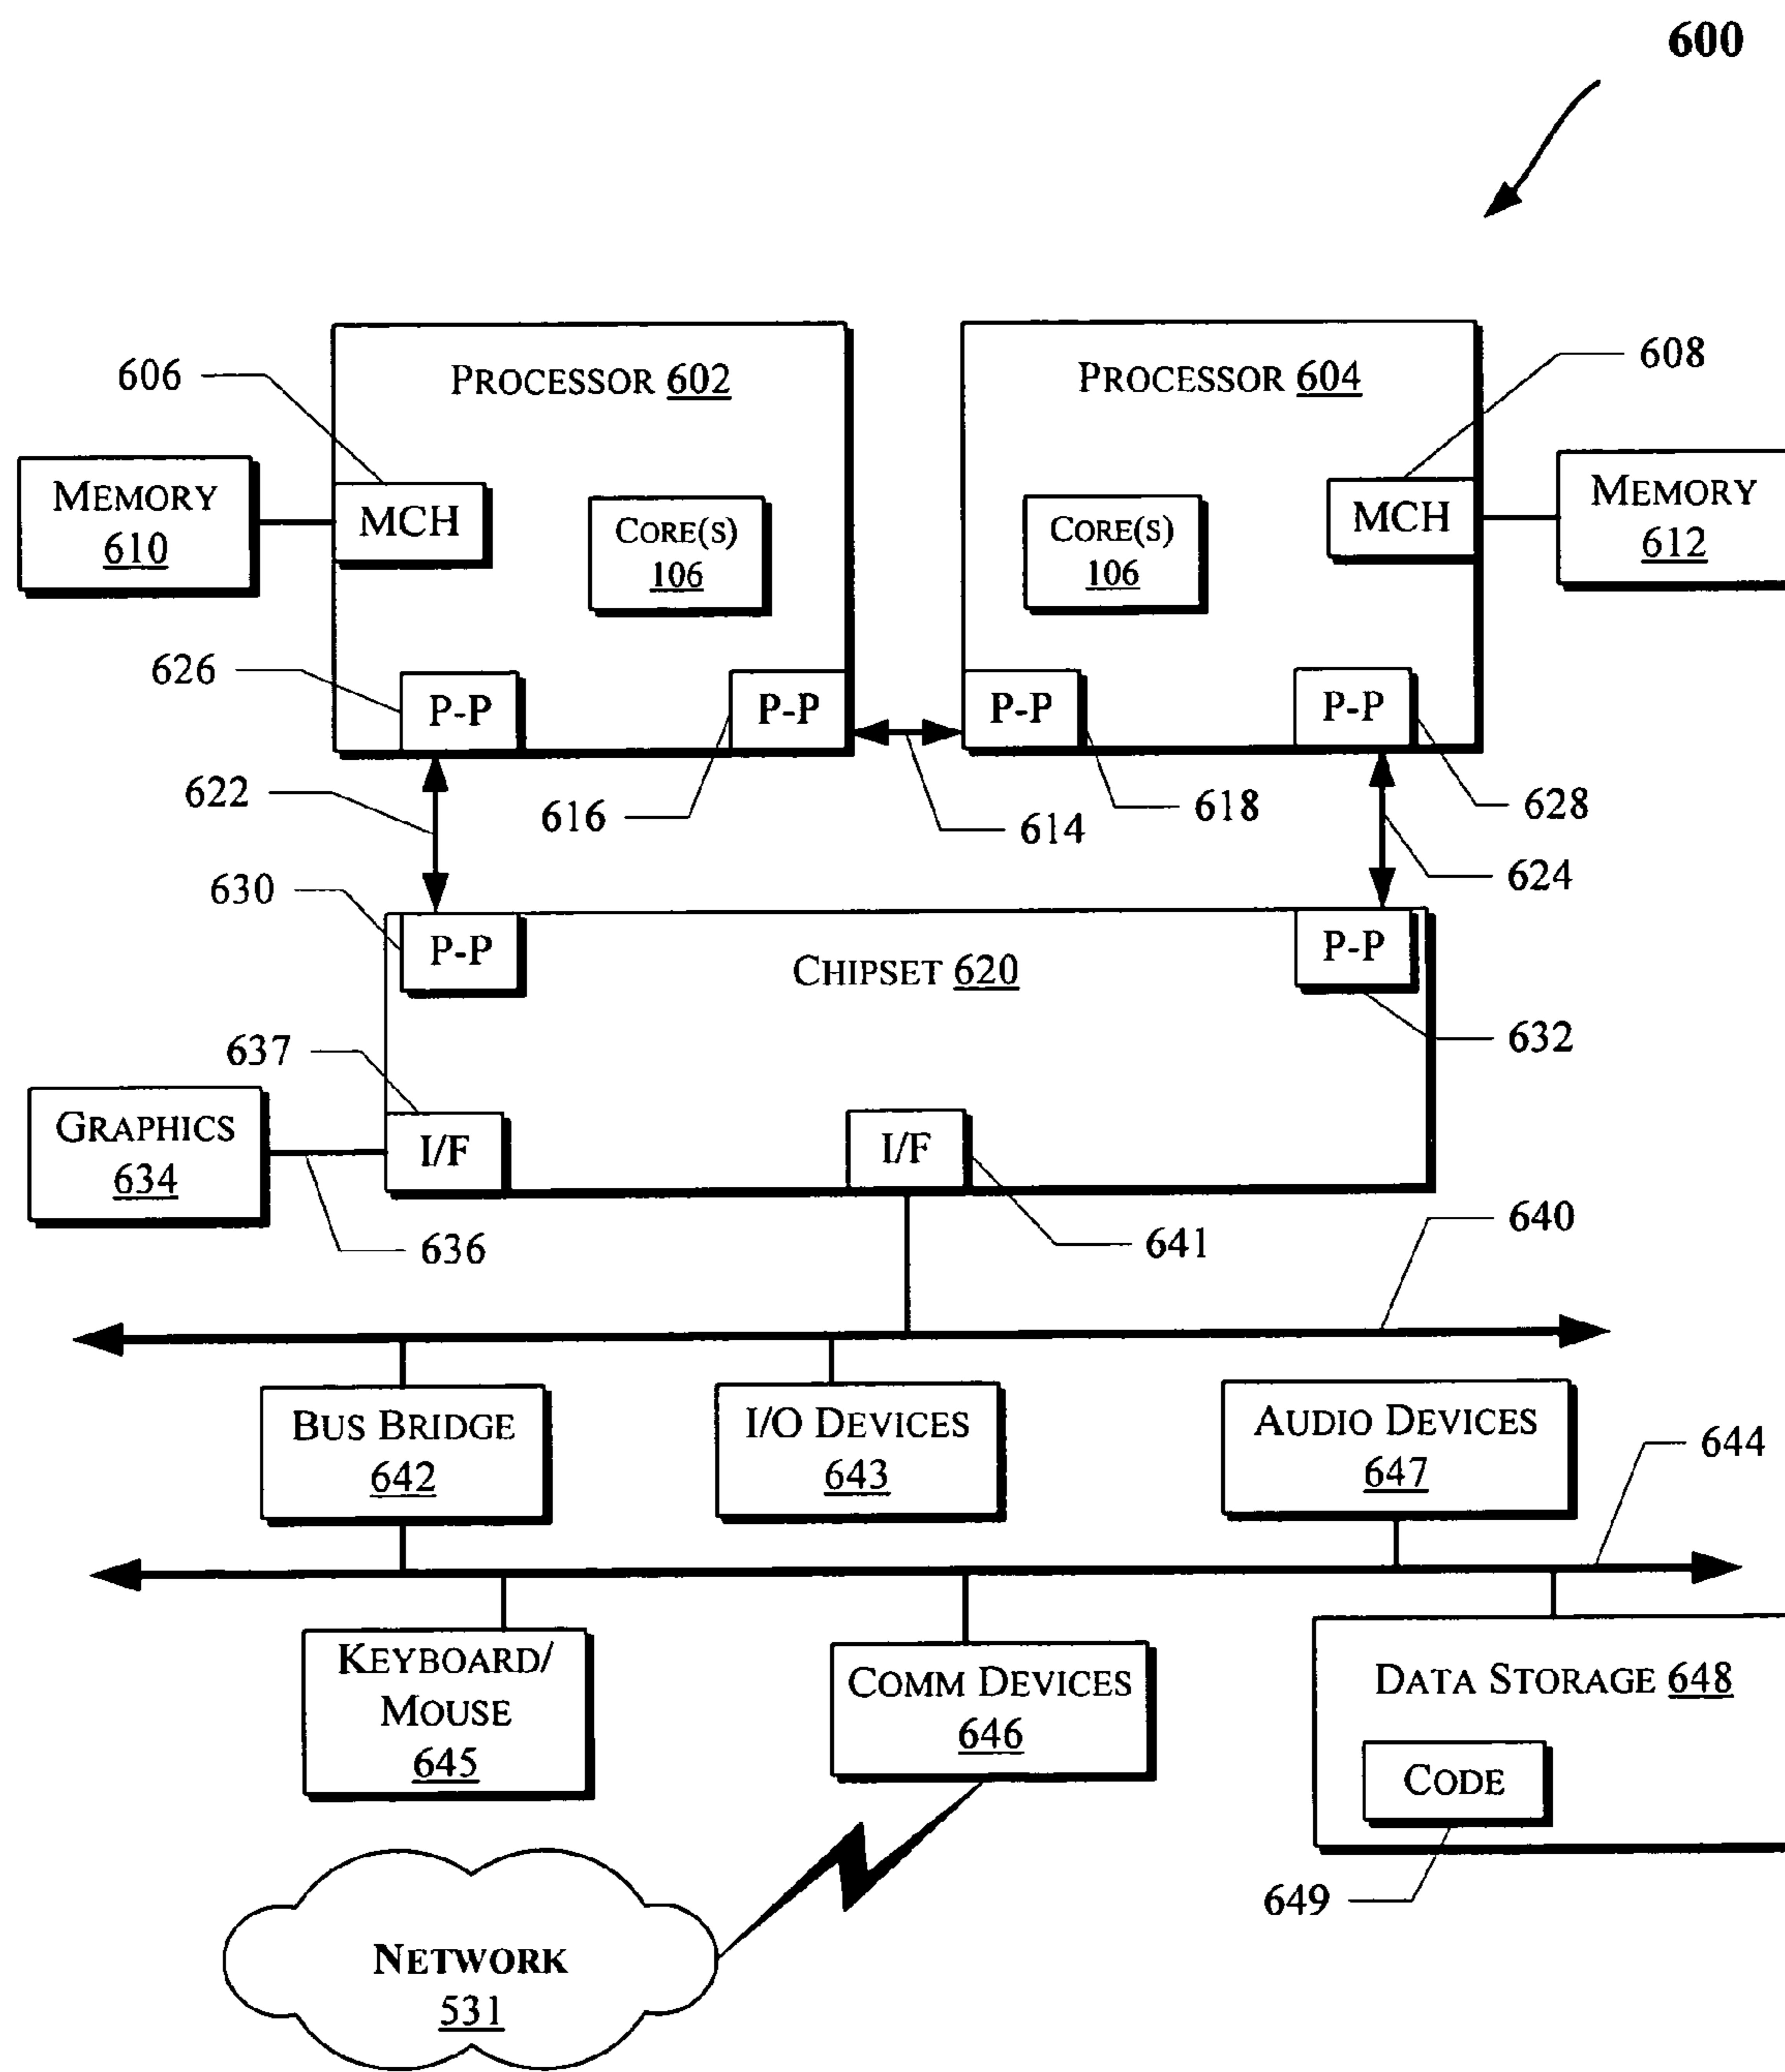 600
PROCESSOR 602
PROCESSOR 604
606
608
MEMORY
610
MCH
CORE(S)
106
CORE(S)
106
MCH
MEMORY
612
626
P-P
P-P
P-P
P-P
622
616
614
618
628
624
630
P-P
CHIPSET 620
P-P
632
637
GRAPHICS
634
I/F
I/F
636
641
640
BUS BRIDGE
642
I/O DEVICES
643
AUDIO DEVICES
647
644
KEYBOARD/
MOUSE
645
COMM DEVICES
646
DATA STORAGE 648
CODE
649
NETWORK
531